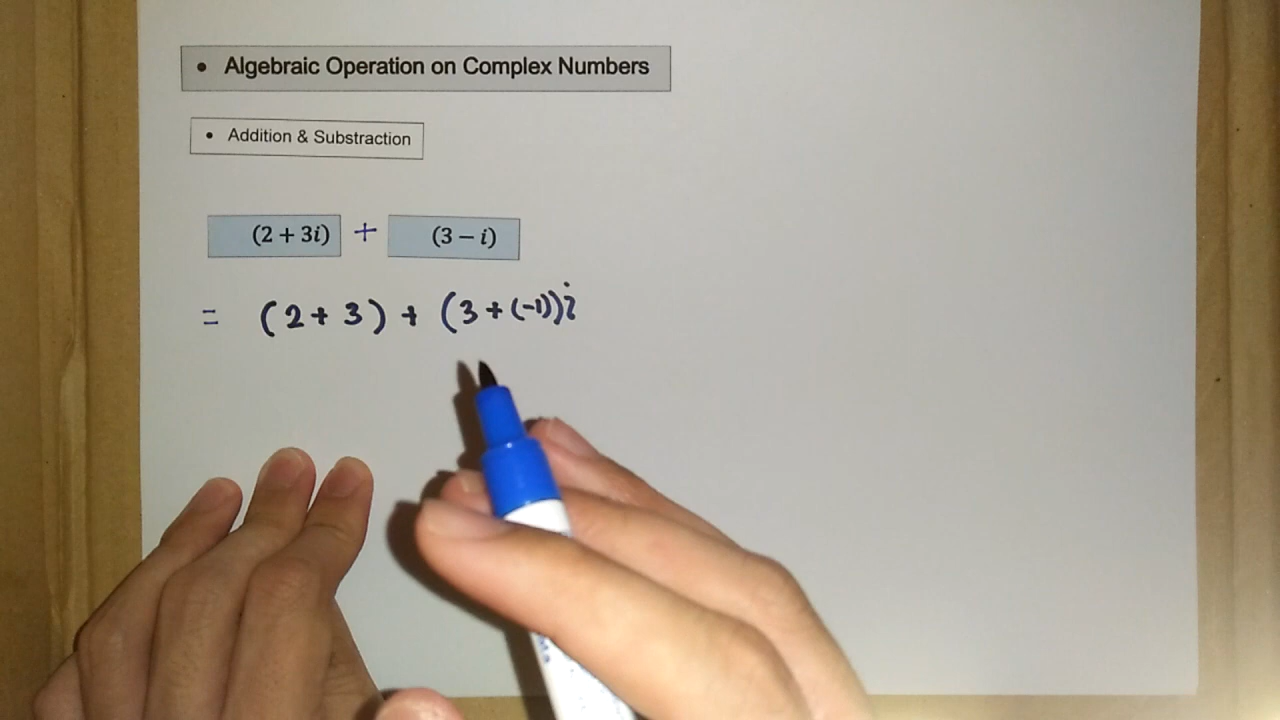 • Algebraic Operation on Complex Numbers
• Addition & Substraction
(2 + 3i) + (3 − i)
= (2 + 3) + (3 + (-1))i